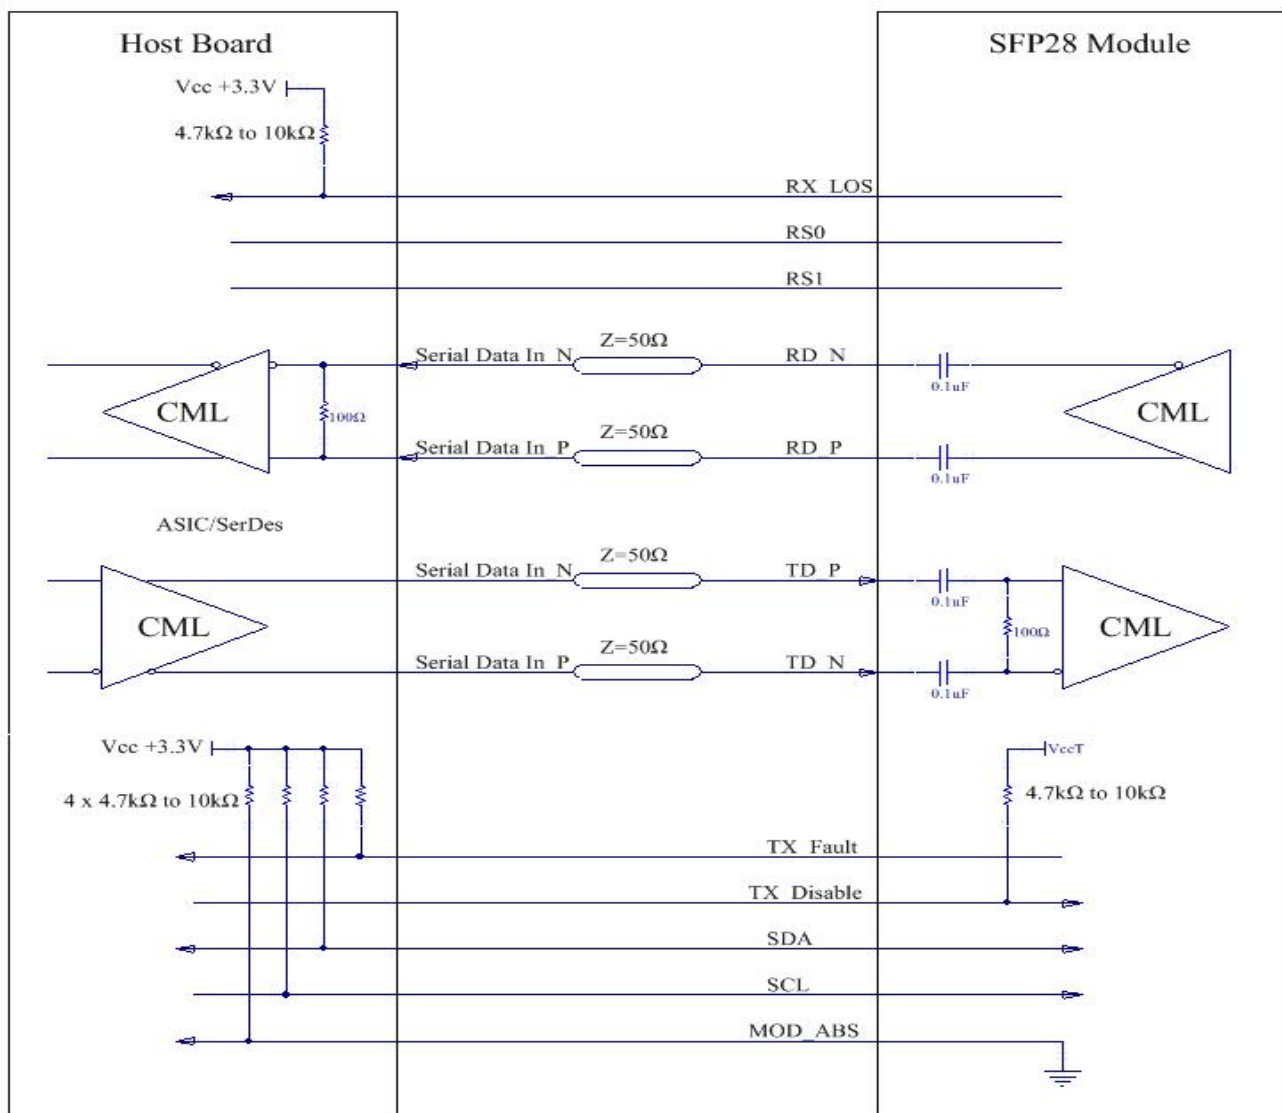 Host Board
SFP28 Module
Vcc +3.3V
4.7kΩ to 10kΩ
RX_LOS
RS0
RS1
Serial Data In_N
Z=50Ω
RD_N
0.1uF
CML
100Ω
CML
Serial Data In_P
Z=50Ω
RD_P
0.1uF
ASIC/SerDes
Serial Data In_N
Z=50Ω
TD_P
0.1uF
CML
100Ω
CML
Serial Data In_P
Z=50Ω
TD_N
0.1uF
Vcc +3.3V
VccT
4 x 4.7kΩ to 10kΩ
4.7kΩ to 10kΩ
TX_Fault
TX_Disable
SDA
SCL
MOD_ABS